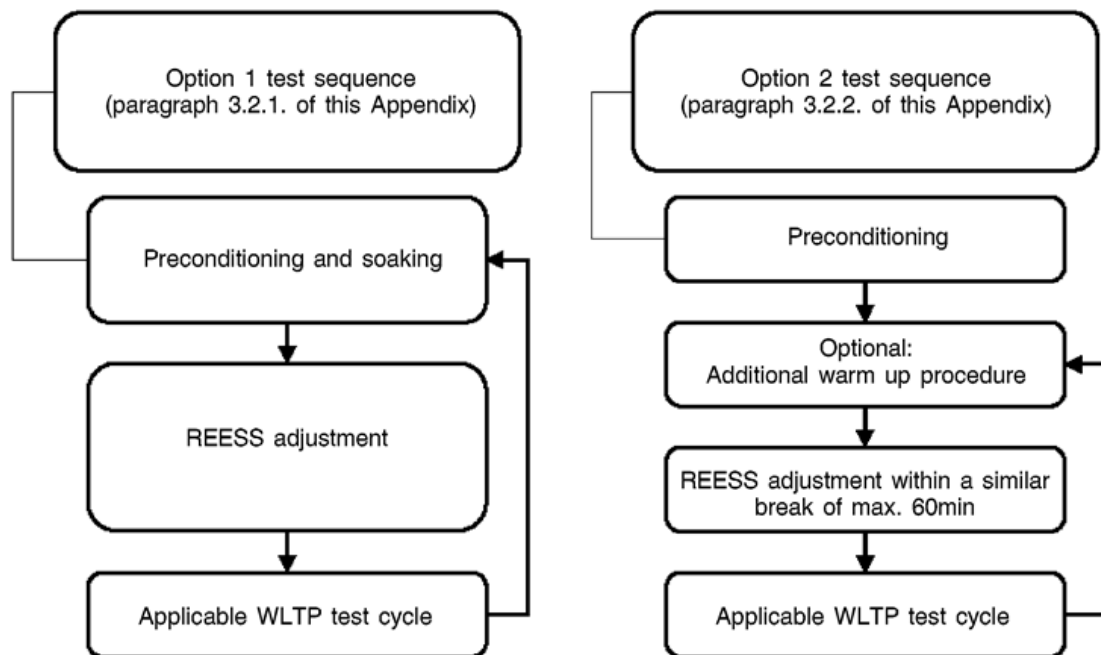 Option 1 test sequence
(paragraph 3.2.1. of this Appendix)
Preconditioning and soaking
REESS adjustment
Applicable WLTP test cycle
Option 2 test sequence
(paragraph 3.2.2. of this Appendix)
Preconditioning
Optional:
Additional warm up procedure
REESS adjustment within a similar
break of max. 60min
Applicable WLTP test cycle